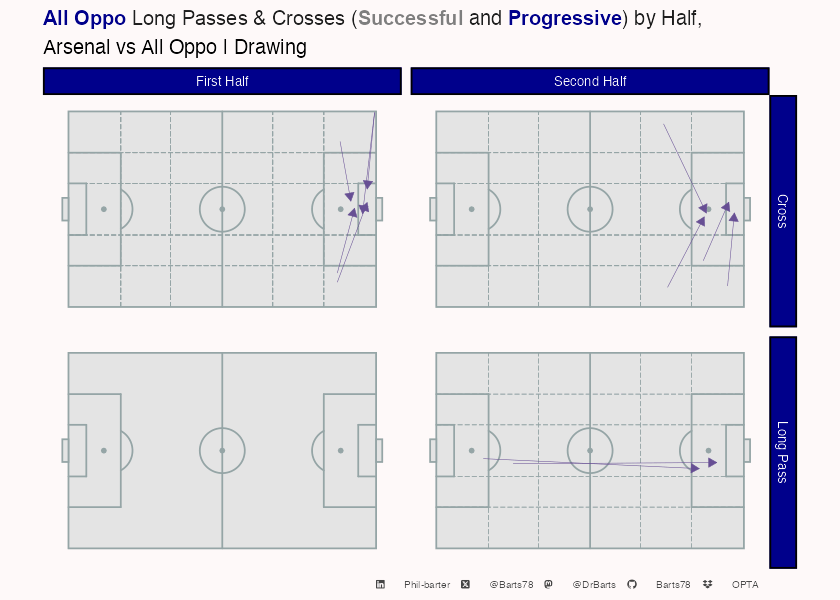 All Oppo Long Passes & Crosses (Successful and Progressive) by Half,
Arsenal vs All Oppo I Drawing
First Half
Second Half
Cross
Long Pass
Phil-barter @Barts78 @DrBarts Barts78 OPTA